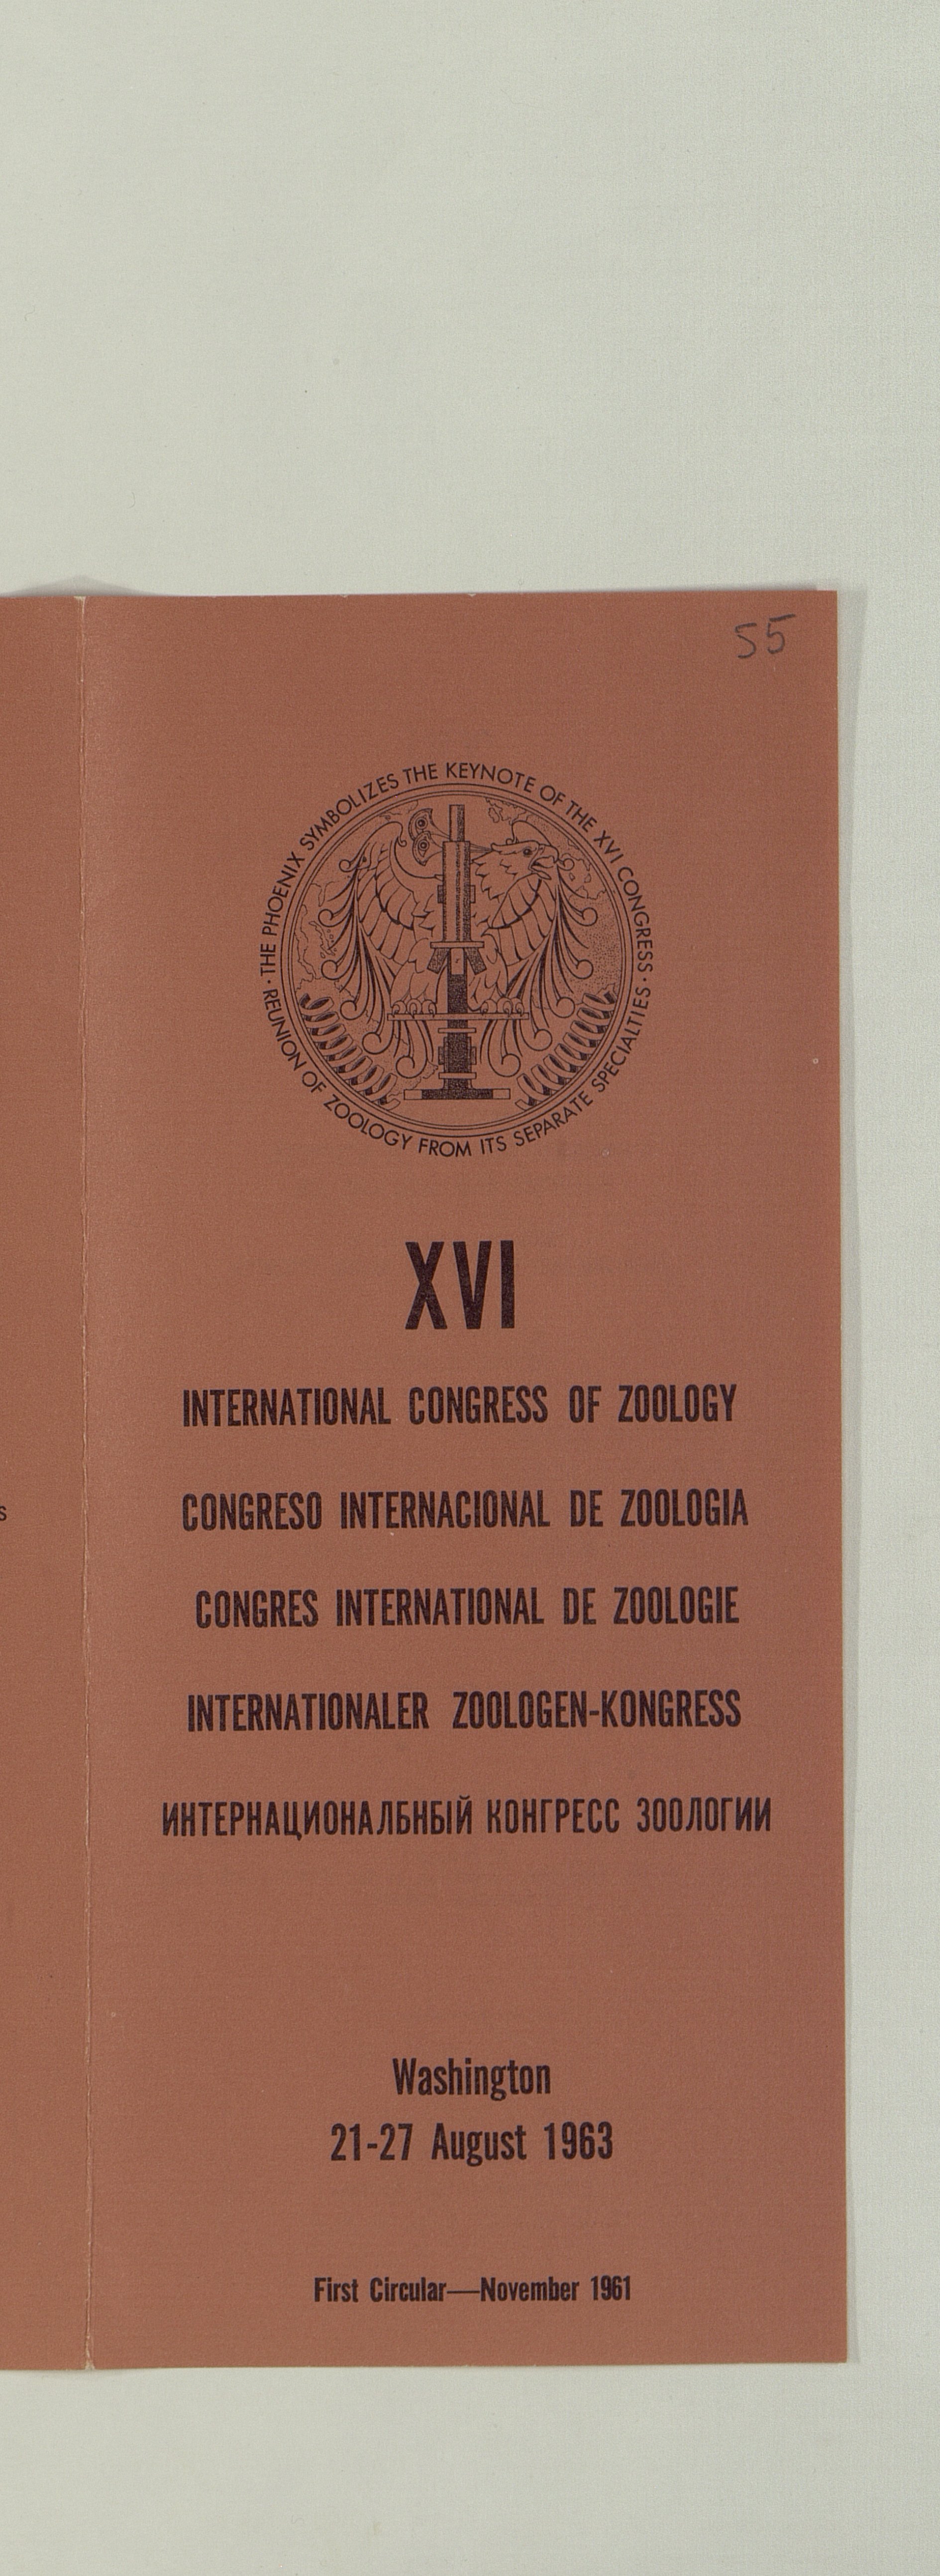 55
· THE PHOENIX SYMBOLIZES THE KEYNOTE OF THE XVI CONGRESS ·
REUNION OF ZOOLOGY FROM ITS SEPARATE SPECIALTIES
XVI
INTERNATIONAL CONGRESS OF ZOOLOGY
CONGRESO INTERNACIONAL DE ZOOLOGIA
s
CONGRES INTERNATIONAL DE ZOOLOGIE
INTERNATIONALER ZOOLOGEN-KONGRESS
ИНТЕРНАЦИОНАЛЬНЫЙ КОНГРЕСС ЗООЛОГИИ
Washington
21-27 August 1963
First Circular—November 1961